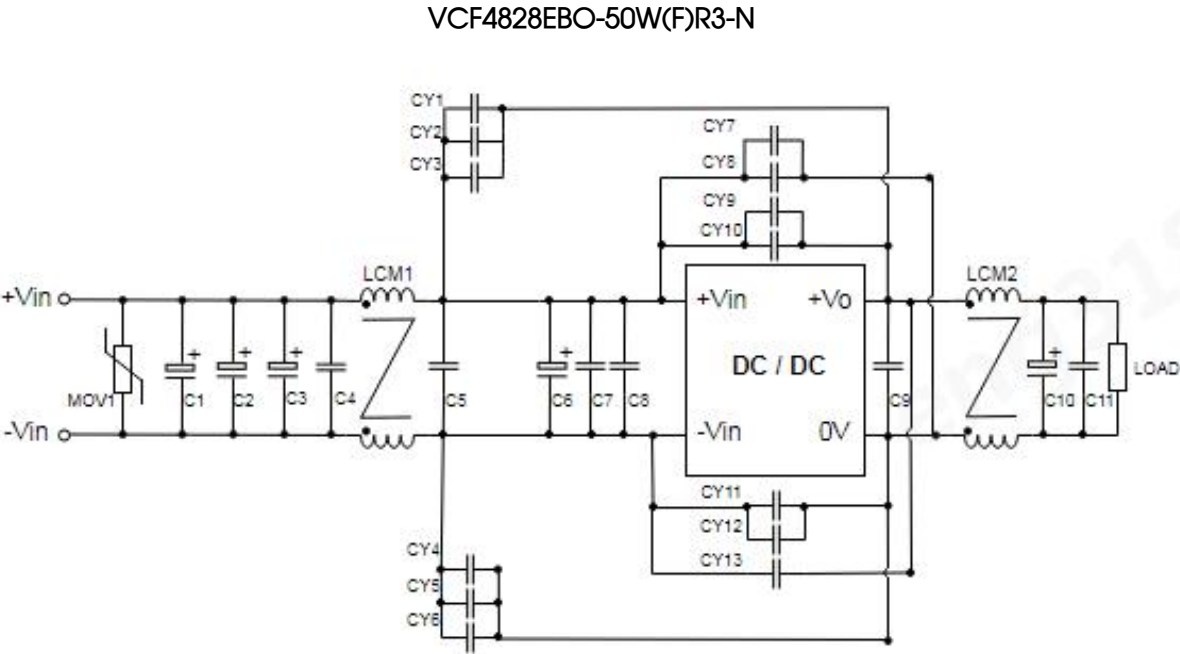 VCF4828EBO-50W(F)R3-N
CY1
CY2
CY3
CY7
CY8
CY9
CY10
LCM1
LCM2
+Vin
+Vin
+Vo
DC / DC
LOAD
MOV1
+
C1
+
C2
+
C3
C4
C5
+
C6
C7
C8
C9
+
C10
C11
-Vin
-Vin
0V
CY11
CY12
CY13
CY4
CY5
CY6